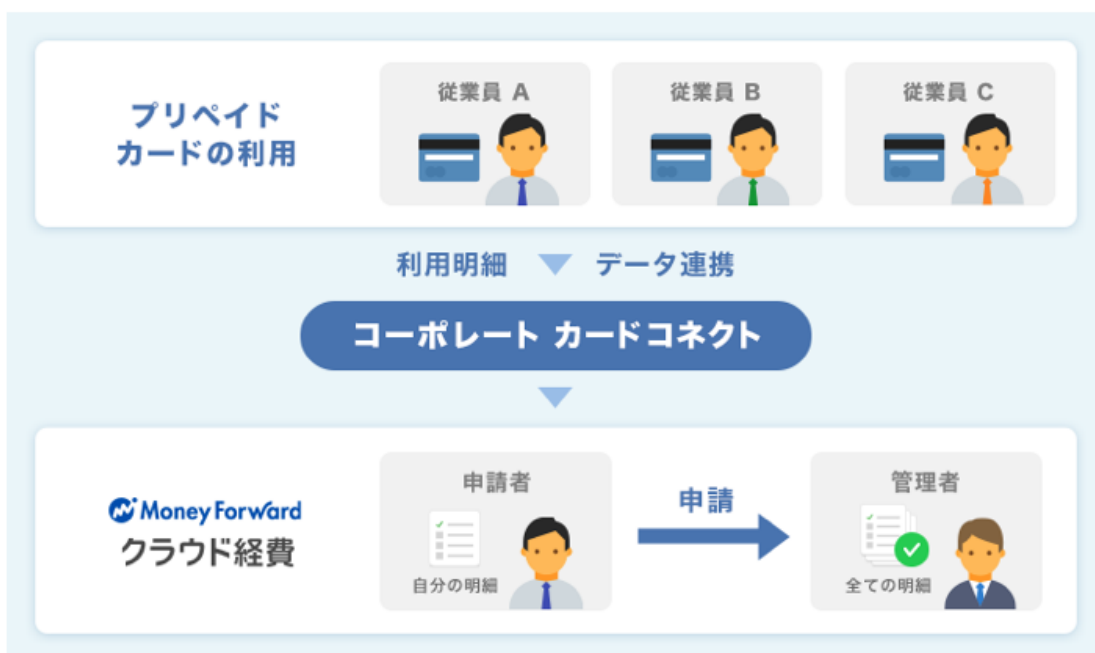 プリペイド
カードの利用
従業員 A
従業員 B
従業員 C
利用明細
データ連携
コーポレート カードコネクト
Money Forward
クラウド経費
申請者
自分の明細
申請
管理者
全ての明細